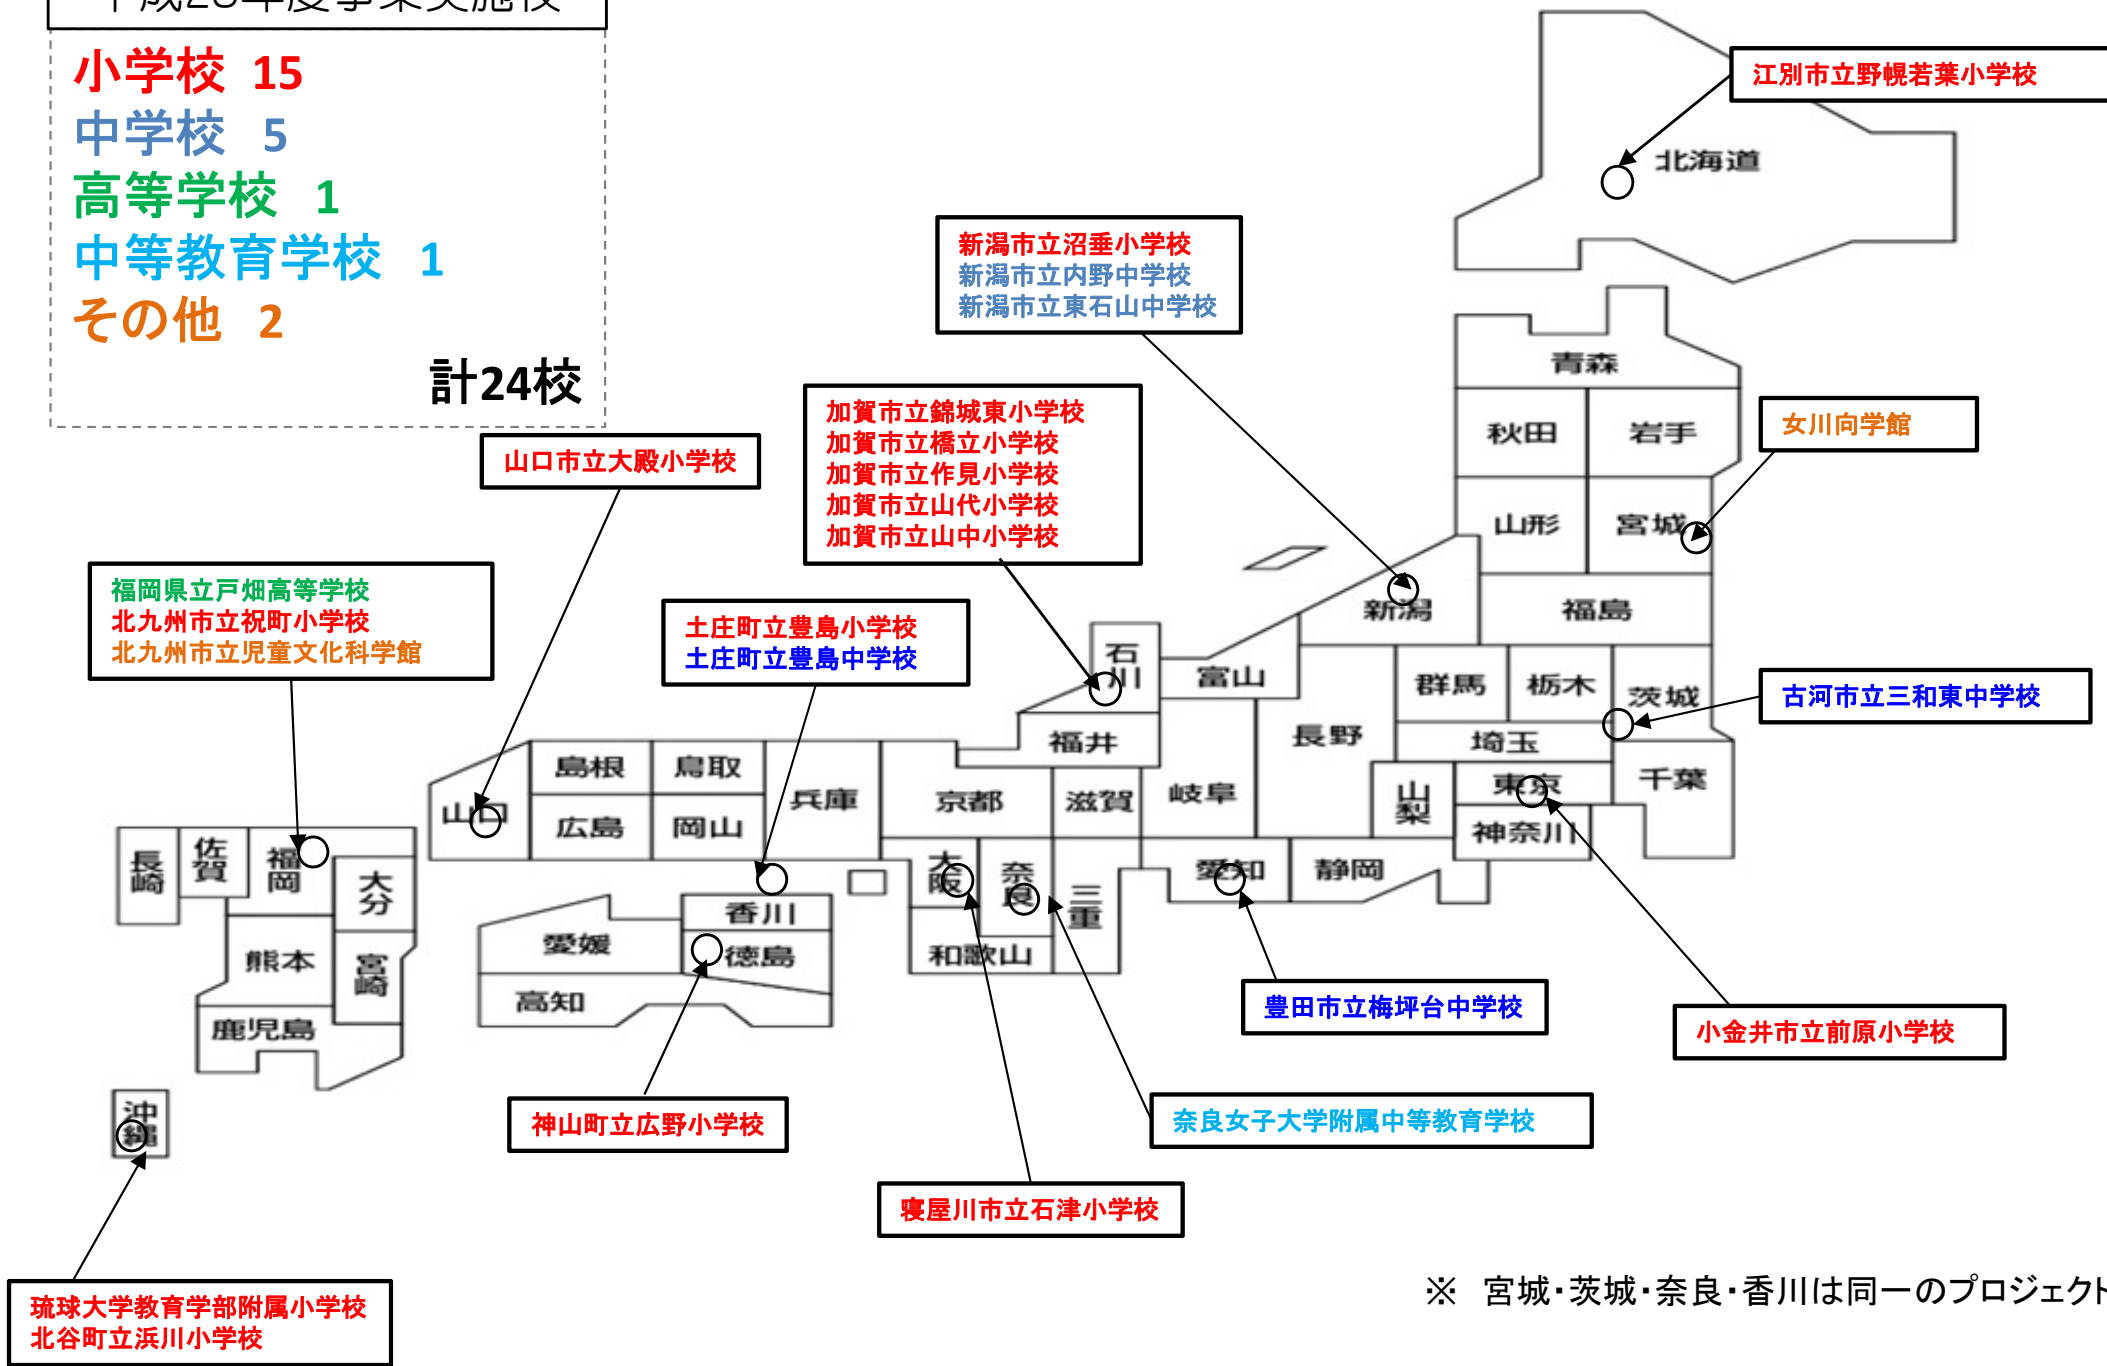 小学校 15
中学校 5
高等学校 1
中等教育学校 1
その他 2
計24校
江別市立野幌若葉小学校
北海道
新潟市立沼垂小学校
新潟市立内野中学校
新潟市立東石山中学校
青森
加賀市立錦城東小学校
加賀市立橋立小学校
加賀市立作見小学校
加賀市立山代小学校
加賀市立山中小学校
秋田
岩手
女川向学館
山口市立大殿小学校
山形
宮城
福岡県立戸畑高等学校
北九州市立祝町小学校
北九州市立児童文化科学館
土庄町立豊島小学校
土庄町立豊島中学校
新潟
福島
石川
富山
群馬
栃木
茨城
古河市立三和東中学校
福井
長野
埼玉
島根
鳥取
兵庫
京都
滋賀
岐阜
山梨
東京
千葉
山口
広島
岡山
神奈川
長崎
佐賀
福岡
大分
大阪
奈良
三重
愛知
静岡
香川
愛媛
徳島
和歌山
熊本
宮崎
高知
鹿児島
豊田市立梅坪台中学校
小金井市立前原小学校
沖縄
神山町立広野小学校
奈良女子大学附属中等教育学校
寝屋川市立石津小学校
琉球大学教育学部附属小学校
北谷町立浜川小学校
※ 宮城・茨城・奈良・香川は同一のプロジェクト